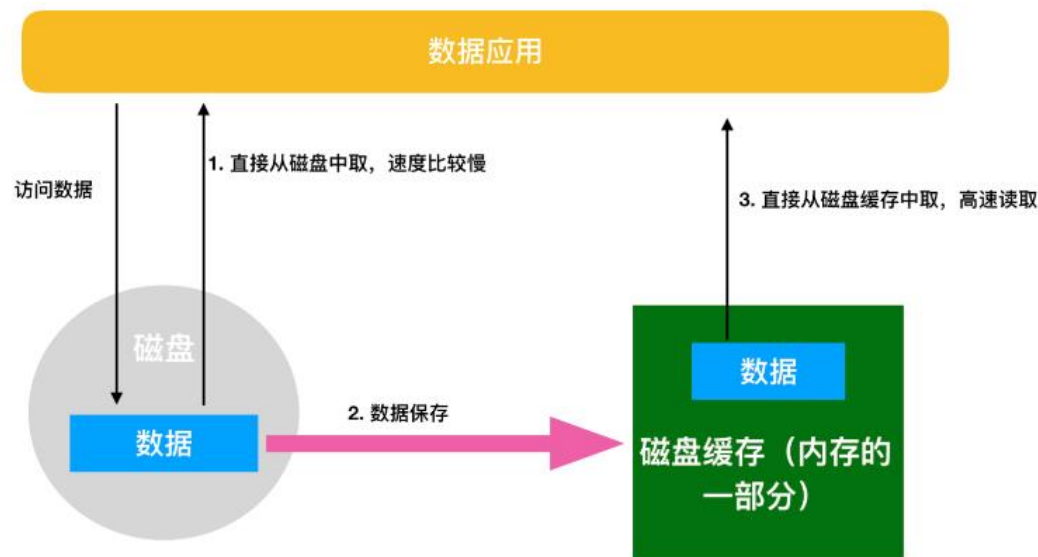 数据应用
1. 直接从磁盘中取，速度比较慢
访问数据
3. 直接从磁盘缓存中取，高速读取
磁盘
数据
2. 数据保存
数据
磁盘缓存（内存的
一部分）